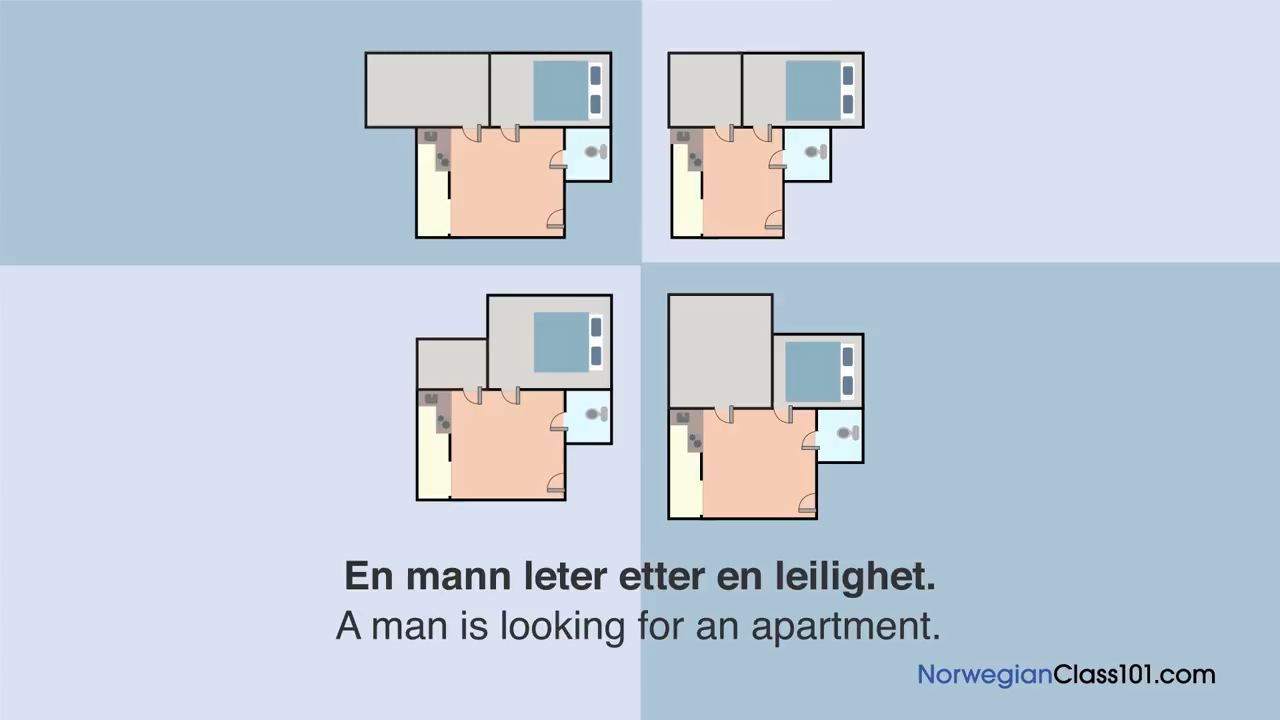 En mann leter etter en leilighet.
A man is looking for an apartment.
NorwegianClass101.com